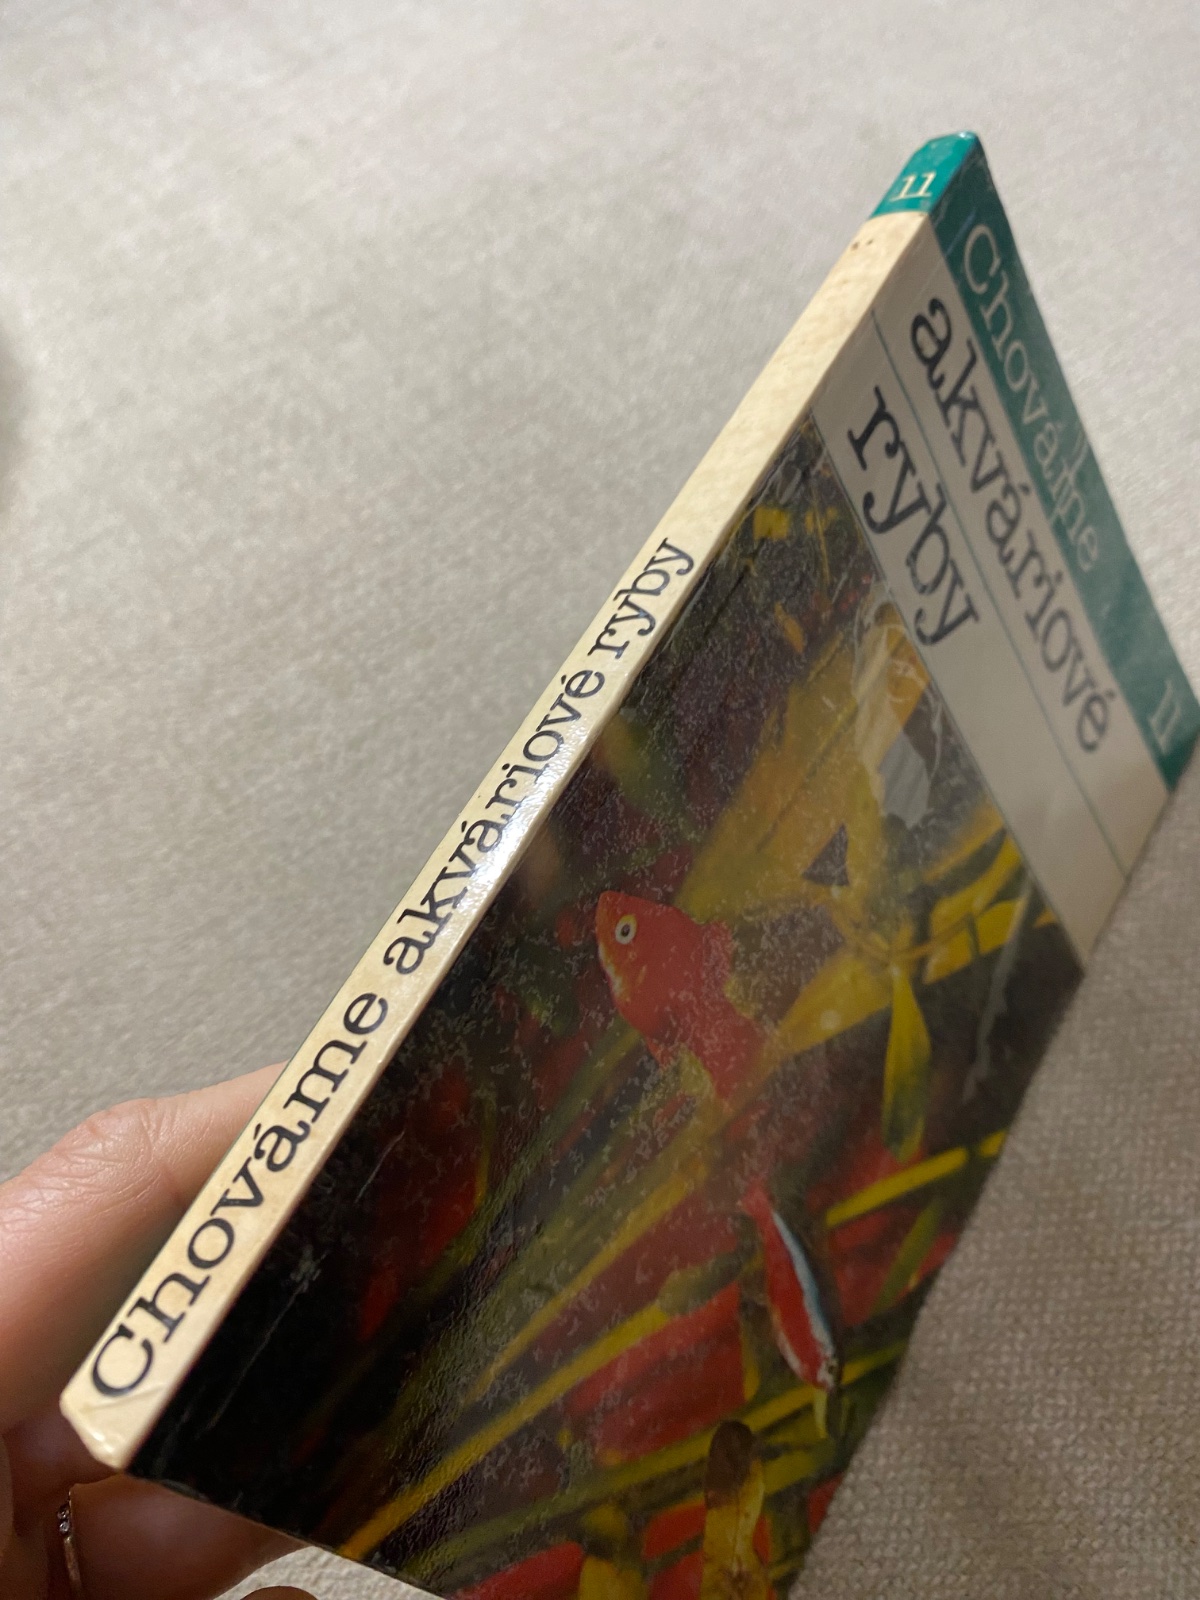 11
Chováme akváriové ryby
Chováme 11
akváriové
ryby